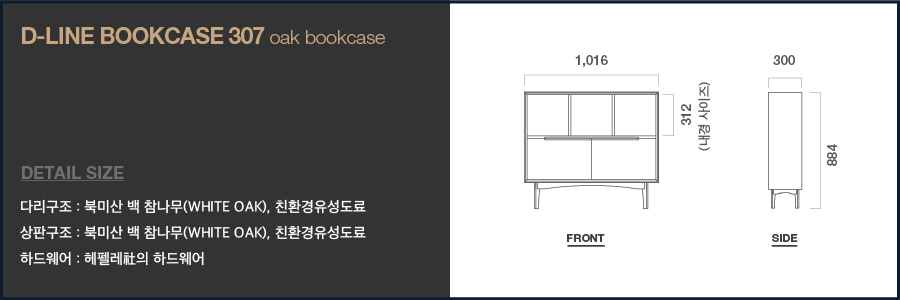 D-LINE BOOKCASE 307 oak bookcase
DETAIL SIZE
다리구조 : 북미산 백 참나무(WHITE OAK), 친환경유성도료
상판구조 : 북미산 백 참나무(WHITE OAK), 친환경유성도료
하드웨어 : 헤펠레社의 하드웨어
1,016
312
(내경 사이즈)
FRONT
300
884
SIDE